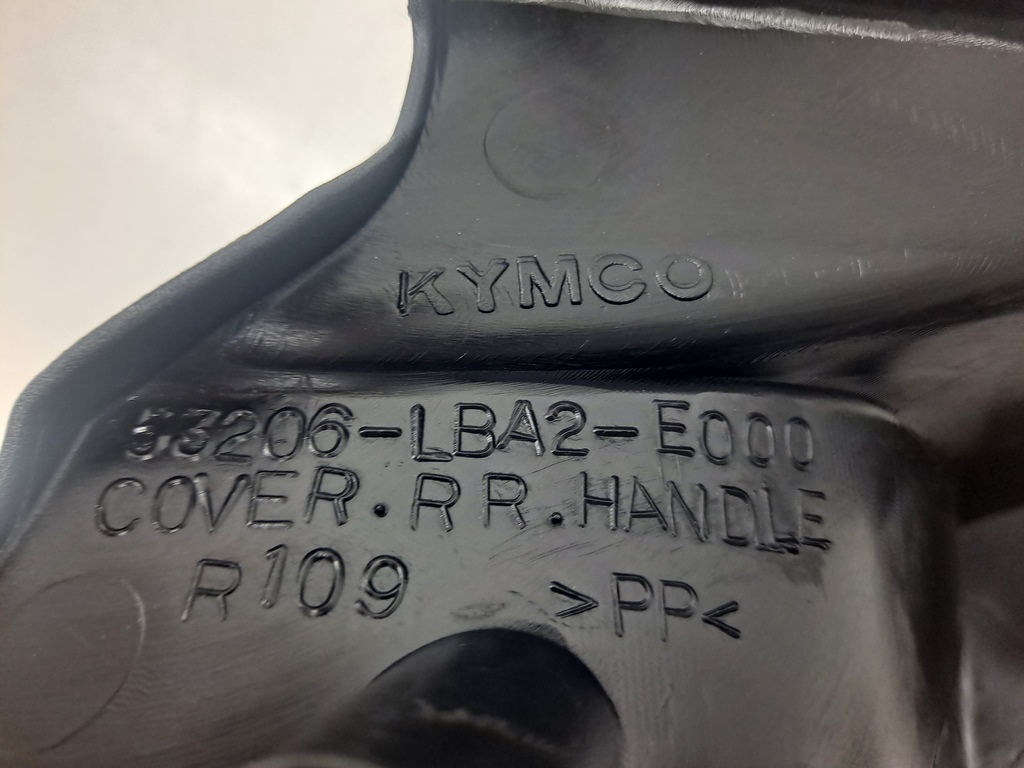 KYMCO
53206-LBA2-E000
COVER.RR.HANDLE
R109 >PP<